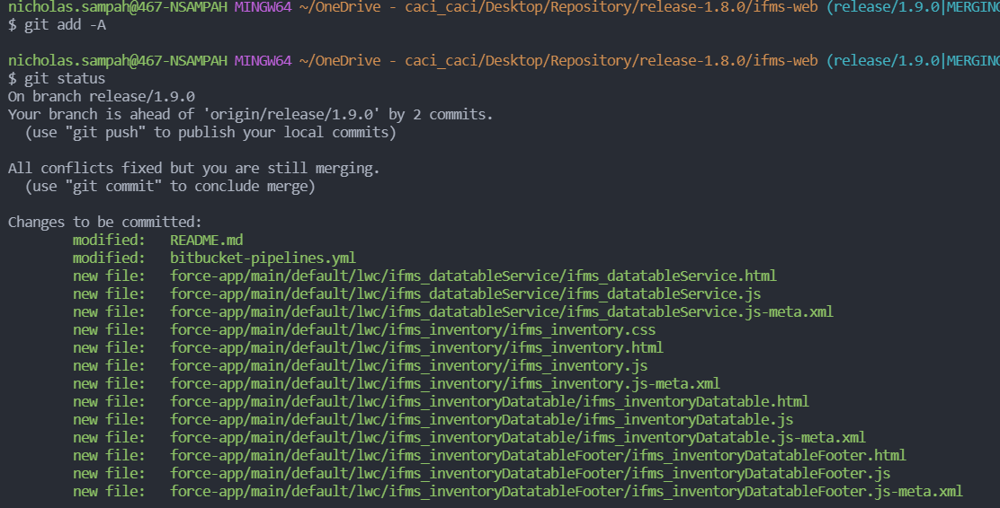 nicholas.sampah@467-NSAMPAH MINGW64 ~/OneDrive - caci_caci/Desktop/Repository/release-1.8.0/ifms-web (release/1.9.0|MERGING
$ git add -A
nicholas.sampah@467-NSAMPAH MINGW64 ~/OneDrive - caci_caci/Desktop/Repository/release-1.8.0/ifms-web (release/1.9.0|MERGING
$ git status
On branch release/1.9.0
Your branch is ahead of 'origin/release/1.9.0' by 2 commits.
  (use "git push" to publish your local commits)
All conflicts fixed but you are still merging.
  (use "git commit" to conclude merge)
Changes to be committed:
        modified:   README.md
        modified:   bitbucket-pipelines.yml
        new file:   force-app/main/default/lwc/ifms_datatableService/ifms_datatableService.html
        new file:   force-app/main/default/lwc/ifms_datatableService/ifms_datatableService.js
        new file:   force-app/main/default/lwc/ifms_datatableService/ifms_datatableService.js-meta.xml
        new file:   force-app/main/default/lwc/ifms_inventory/ifms_inventory.css
        new file:   force-app/main/default/lwc/ifms_inventory/ifms_inventory.html
        new file:   force-app/main/default/lwc/ifms_inventory/ifms_inventory.js
        new file:   force-app/main/default/lwc/ifms_inventory/ifms_inventory.js-meta.xml
        new file:   force-app/main/default/lwc/ifms_inventoryDatatable/ifms_inventoryDatatable.html
        new file:   force-app/main/default/lwc/ifms_inventoryDatatable/ifms_inventoryDatatable.js
        new file:   force-app/main/default/lwc/ifms_inventoryDatatable/ifms_inventoryDatatable.js-meta.xml
        new file:   force-app/main/default/lwc/ifms_inventoryDatatableFooter/ifms_inventoryDatatableFooter.html
        new file:   force-app/main/default/lwc/ifms_inventoryDatatableFooter/ifms_inventoryDatatableFooter.js
        new file:   force-app/main/default/lwc/ifms_inventoryDatatableFooter/ifms_inventoryDatatableFooter.js-meta.xml